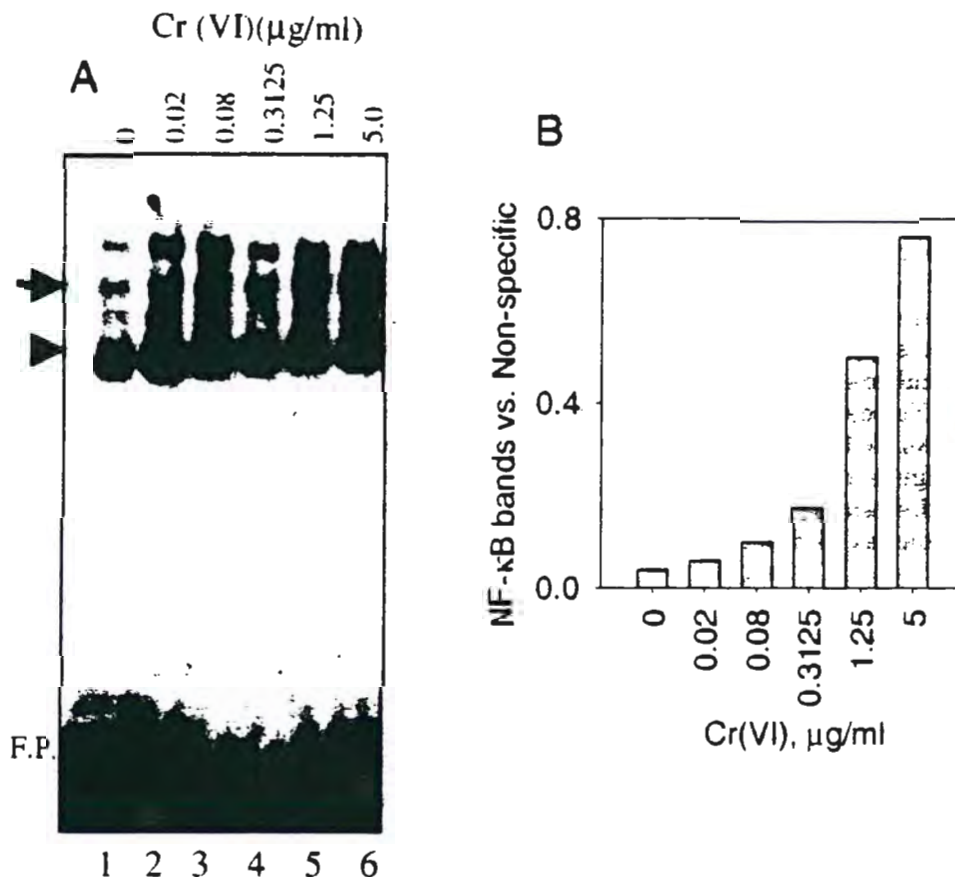 Cr (VI)(μg/ml)
A
0 0.02 0.08 0.3125 1.25 5.0
F.P.
1 2 3 4 5 6
B
NF-κB bands vs. Non-specific
0.8
0.4
0.0
0 0.02 0.08 0.3125 1.25 5
Cr(VI), μg/ml